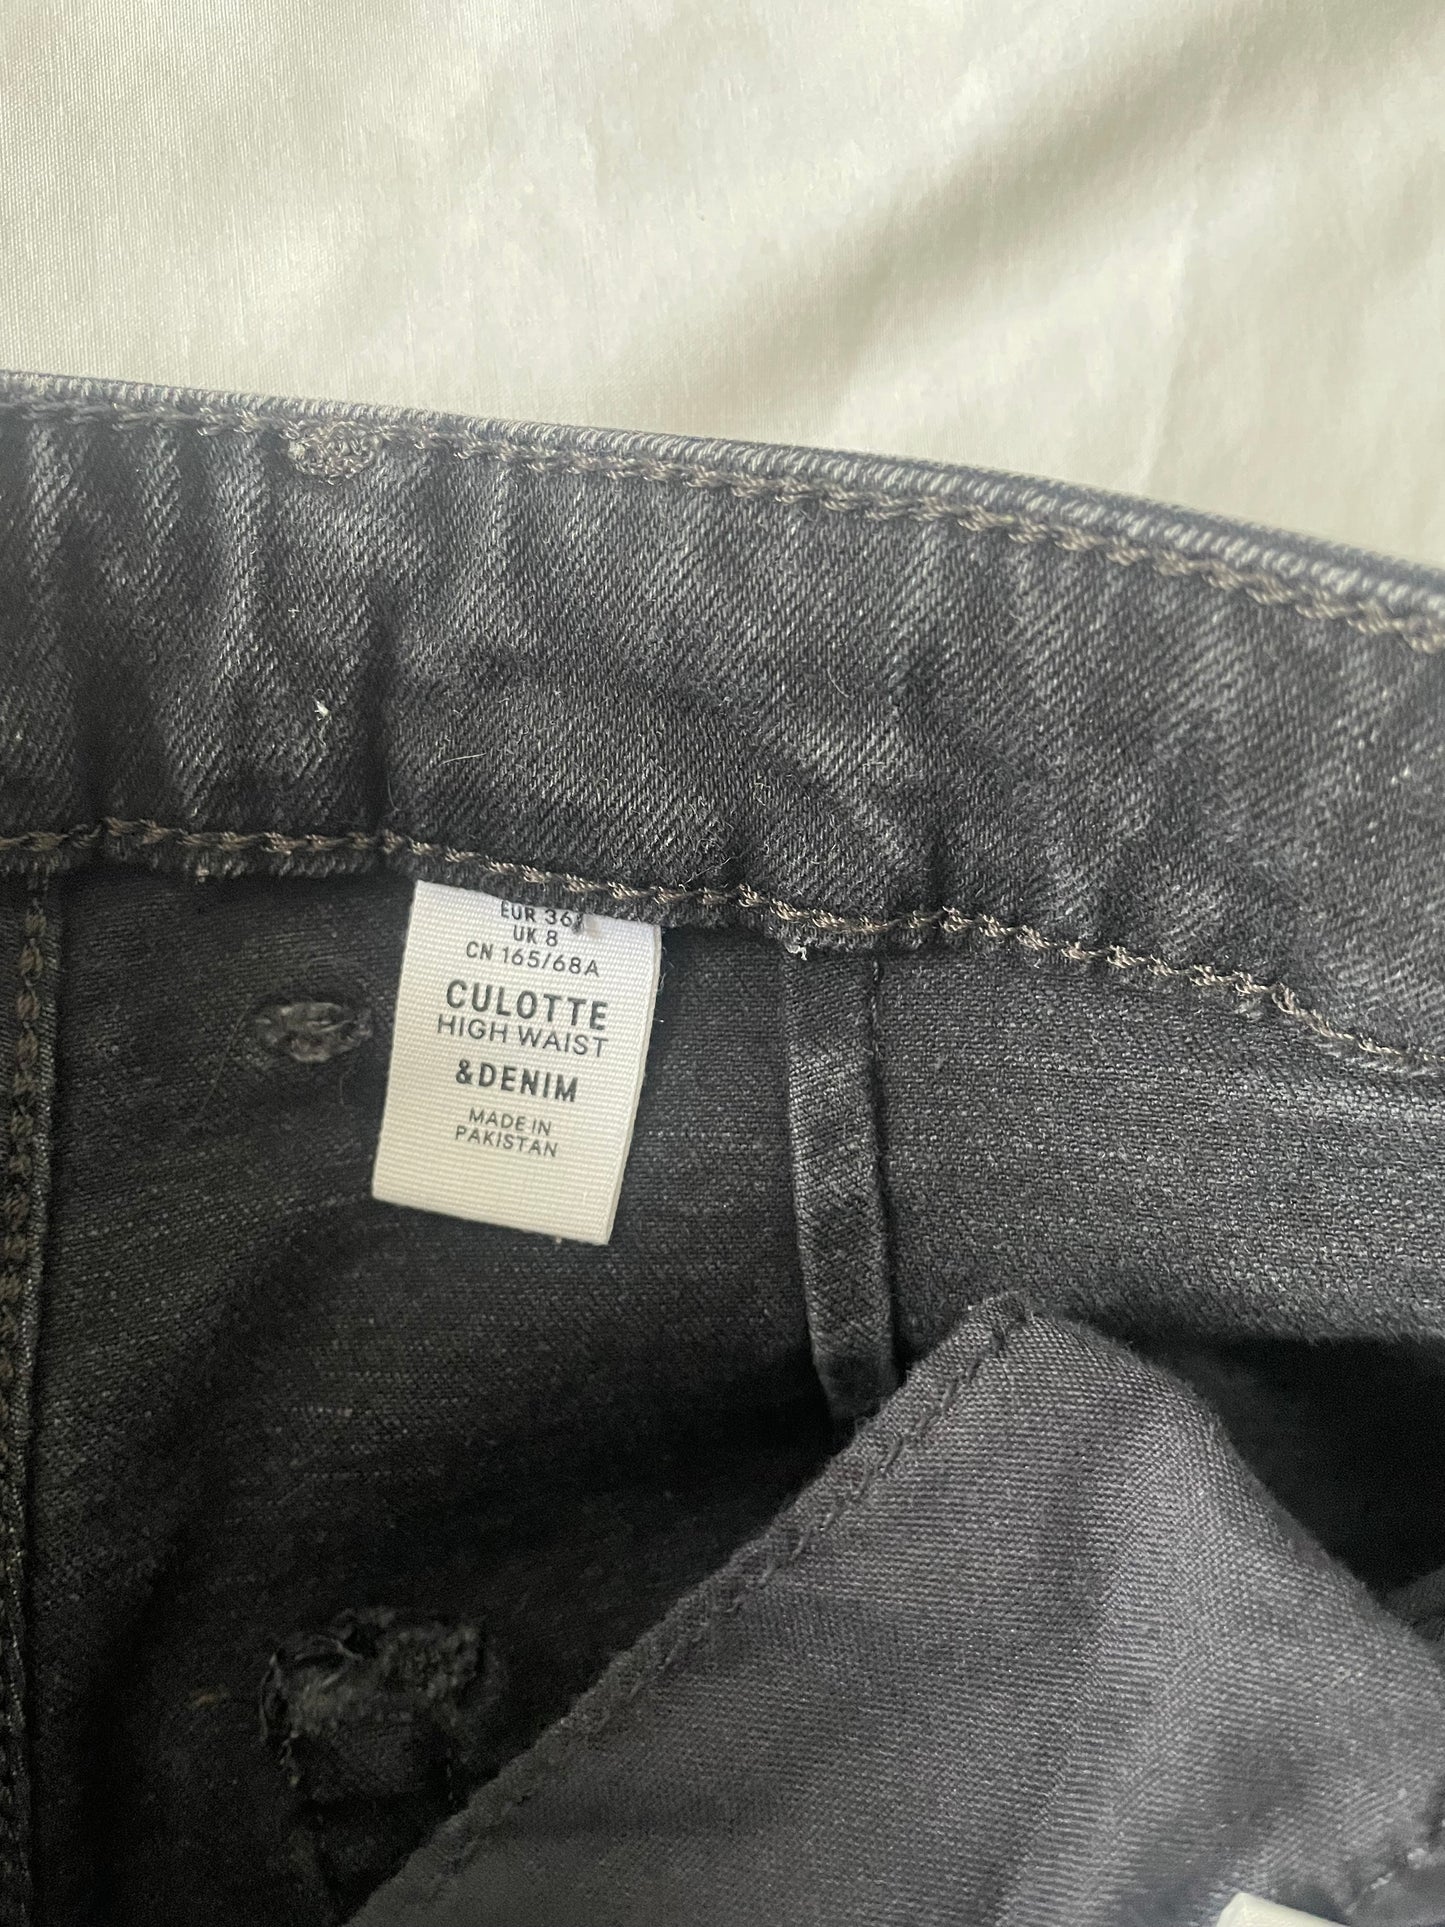 EUR 36
UK 8
CN 165/68A
CULOTTE
HIGH WAIST
&DENIM
MADE IN
PAKISTAN